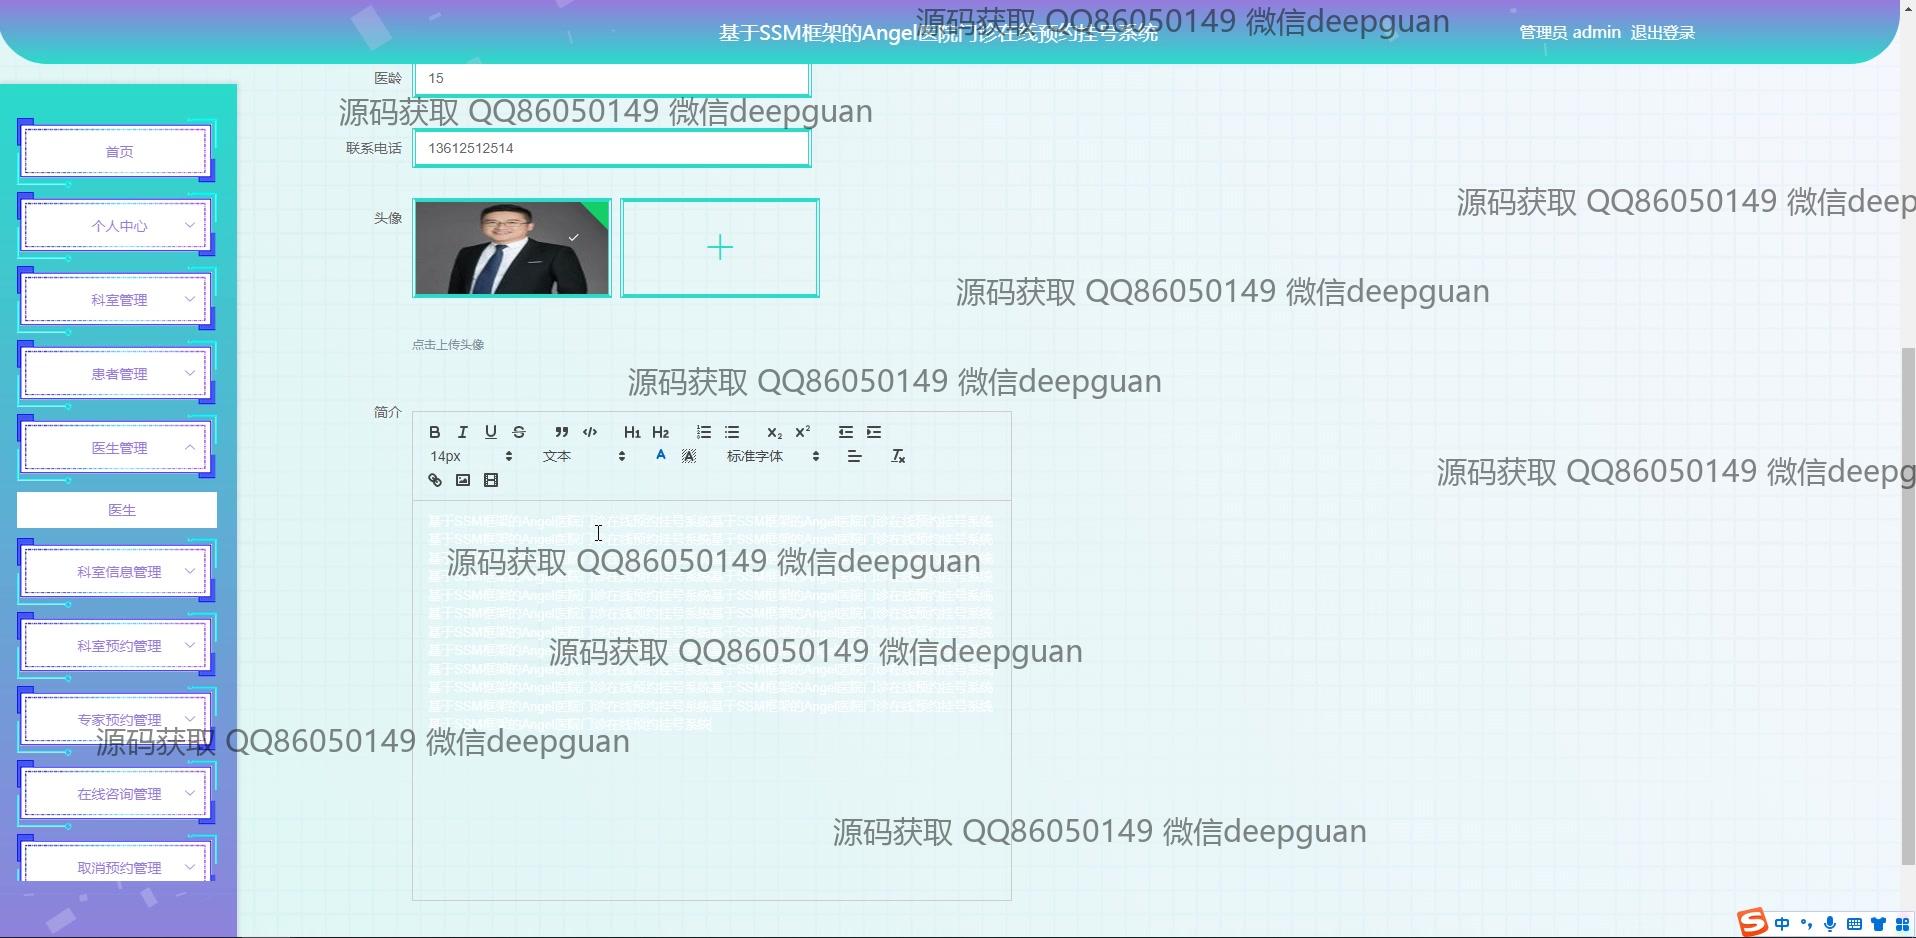 基于SSM框架的Angel医院门诊在线预约挂号系统
源码获取 QQ86050149 微信deepguan
管理员 admin 退出登录
医龄
15
源码获取 QQ86050149 微信deepguan
首页
联系电话
13612512514
源码获取 QQ86050149 微信deep
个人中心
头像
源码获取 QQ86050149 微信deepguan
科室管理
点击上传头像
患者管理
源码获取 QQ86050149 微信deepguan
简介
B I U S H1 H2 X2 X2
医生管理
14px
文本
A A
标准字体
源码获取 QQ86050149 微信deepg
医生
基于SSM框架的Angel医院门诊在线预约挂号系统基于SSM框架的Angel医院门诊在线预约挂号系统
基于SSM框架的Angel医院门诊在线预约挂号系统基于SSM框架的Angel医院门诊在线预约挂号系统
源码获取 QQ86050149 微信deepguan
科室信息管理
基于SSM框架的Angel医院门诊在线预约挂号系统基于SSM框架的Angel医院门诊在线预约挂号系统
基于SSM框架的Angel医院门诊在线预约挂号系统基于SSM框架的Angel医院门诊在线预约挂号系统
科室预约管理
源码获取 QQ86050149 微信deepguan
基于SSM框架的Angel医院门诊在线预约挂号系统基于SSM框架的Angel医院门诊在线预约挂号系统
基于SSM框架的Angel医院门诊在线预约挂号系统基于SSM框架的Angel医院门诊在线预约挂号系统
专家预约管理
基于SSM框架的Angel医院门诊在线预约挂号系统
源码获取 QQ86050149 微信deepguan
在线咨询管理
源码获取 QQ86050149 微信deepguan
取消预约管理
中